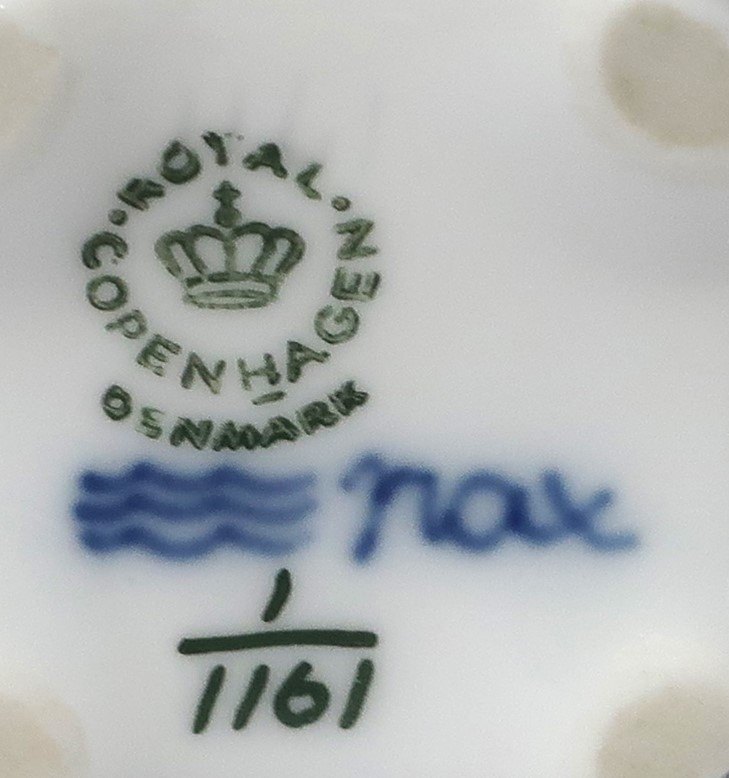 ROYAL
COPENHAGEN
DENMARK
nax
1
1161